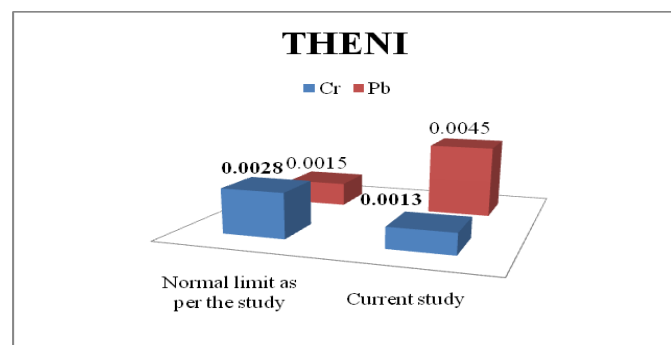 THENI
Cr Pb
0.0045
0.0028 0.0015
0.0013
Normal limit as
per the study
Current study